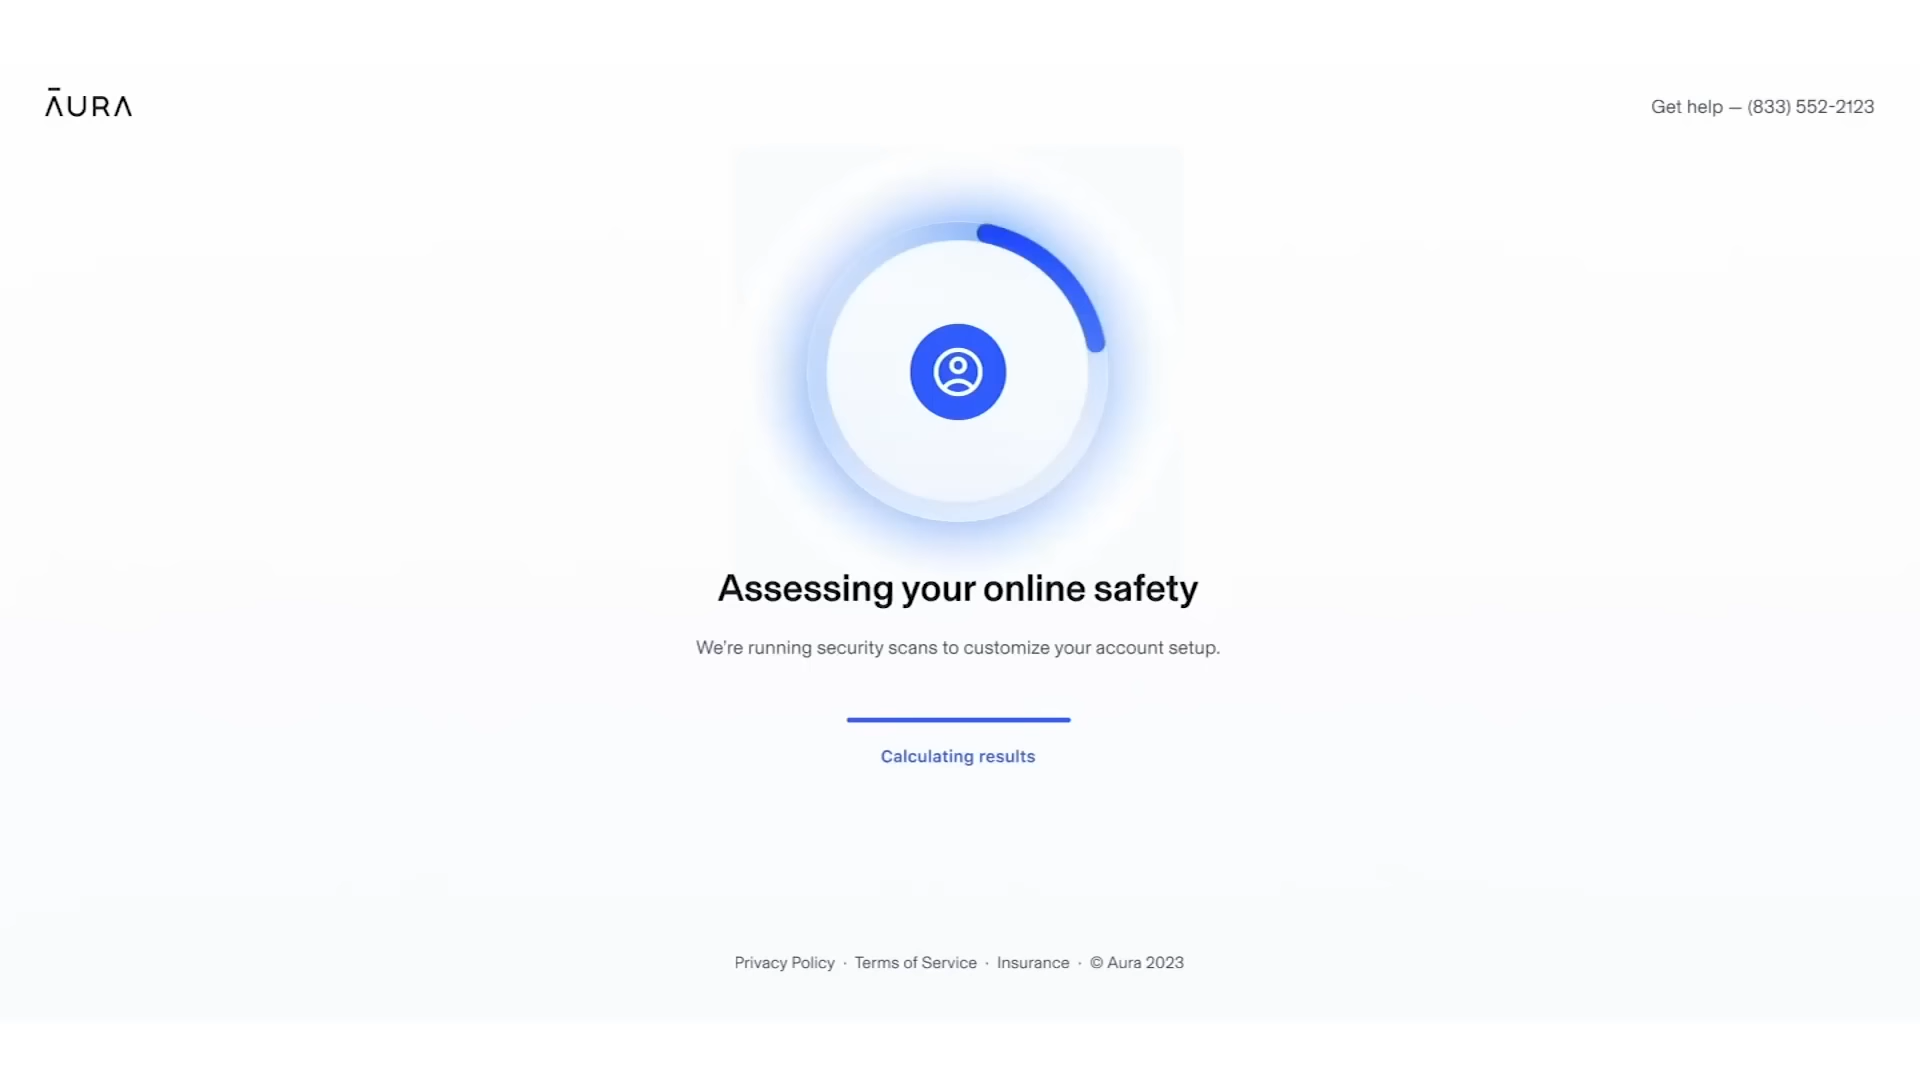 ĀURA
Get help — (833) 552-2123
Assessing your online safety
We're running security scans to customize your account setup.
Calculating results
Privacy Policy · Terms of Service · Insurance · © Aura 2023